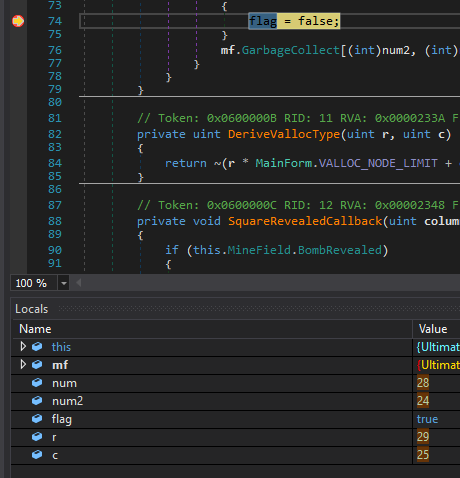 73 {
74 flag = false;
75 }
76 mf.GarbageCollect[(int)num2, (int)
77 }
78 }
79 }
80
81 // Token: 0x0600000B RID: 11 RVA: 0x0000233A F
82 private uint DeriveVallocType(uint r, uint c)
83 {
84 return ~(r * MainForm.VALLOC_NODE_LIMIT +
85 }
86
87 // Token: 0x0600000C RID: 12 RVA: 0x00002348 F
88 private void SquareRevealedCallback(uint colum
89 {
90 if (this.MineField.BombRevealed)
91 {
100 %
Locals
Name Value
this {Ultimat
mf {Ultimat
num 28
num2 24
flag true
r 29
c 25